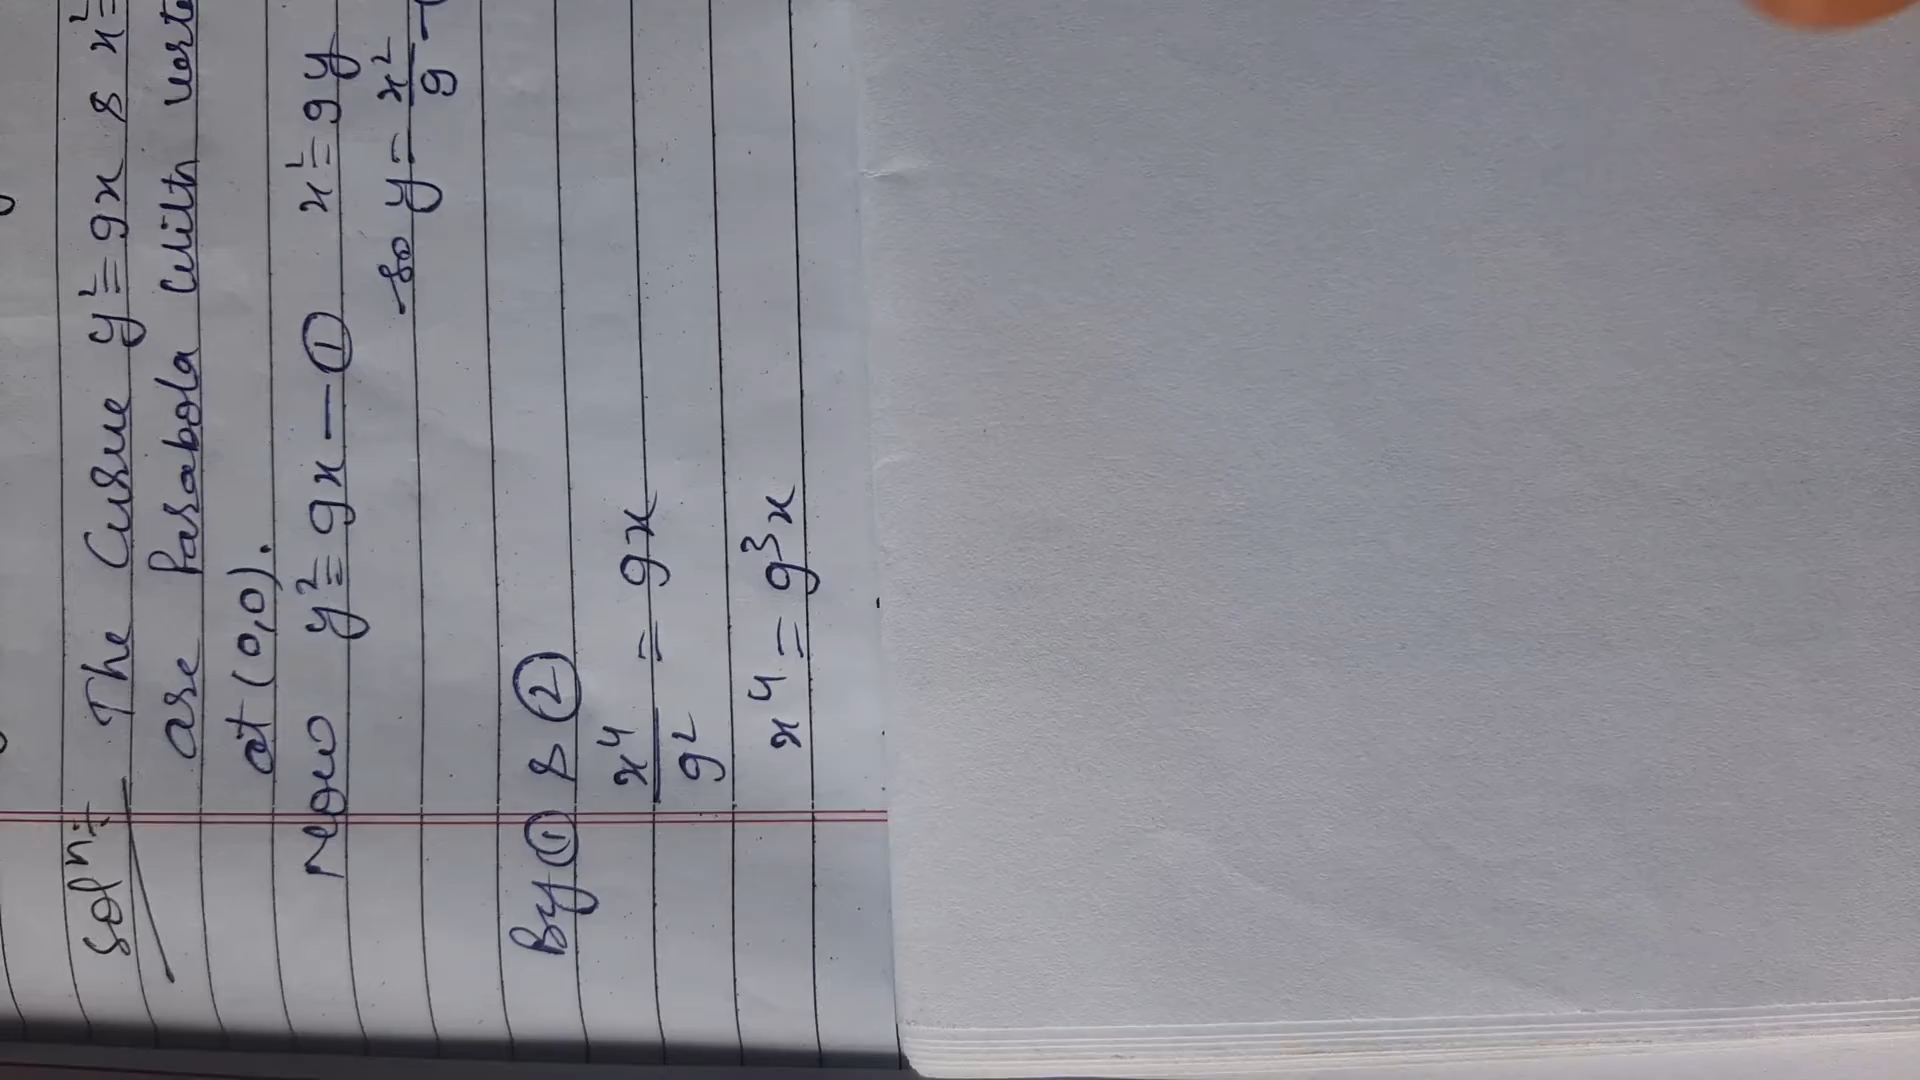 Soln:- The Curve y²=9x & x²=
are Parabola with verte
at (0,0).
Now y²=9x — ① x²=9y
so y = x²/9 -
By ① & ②
x⁴/9² = 9x
x⁴ = 9³x